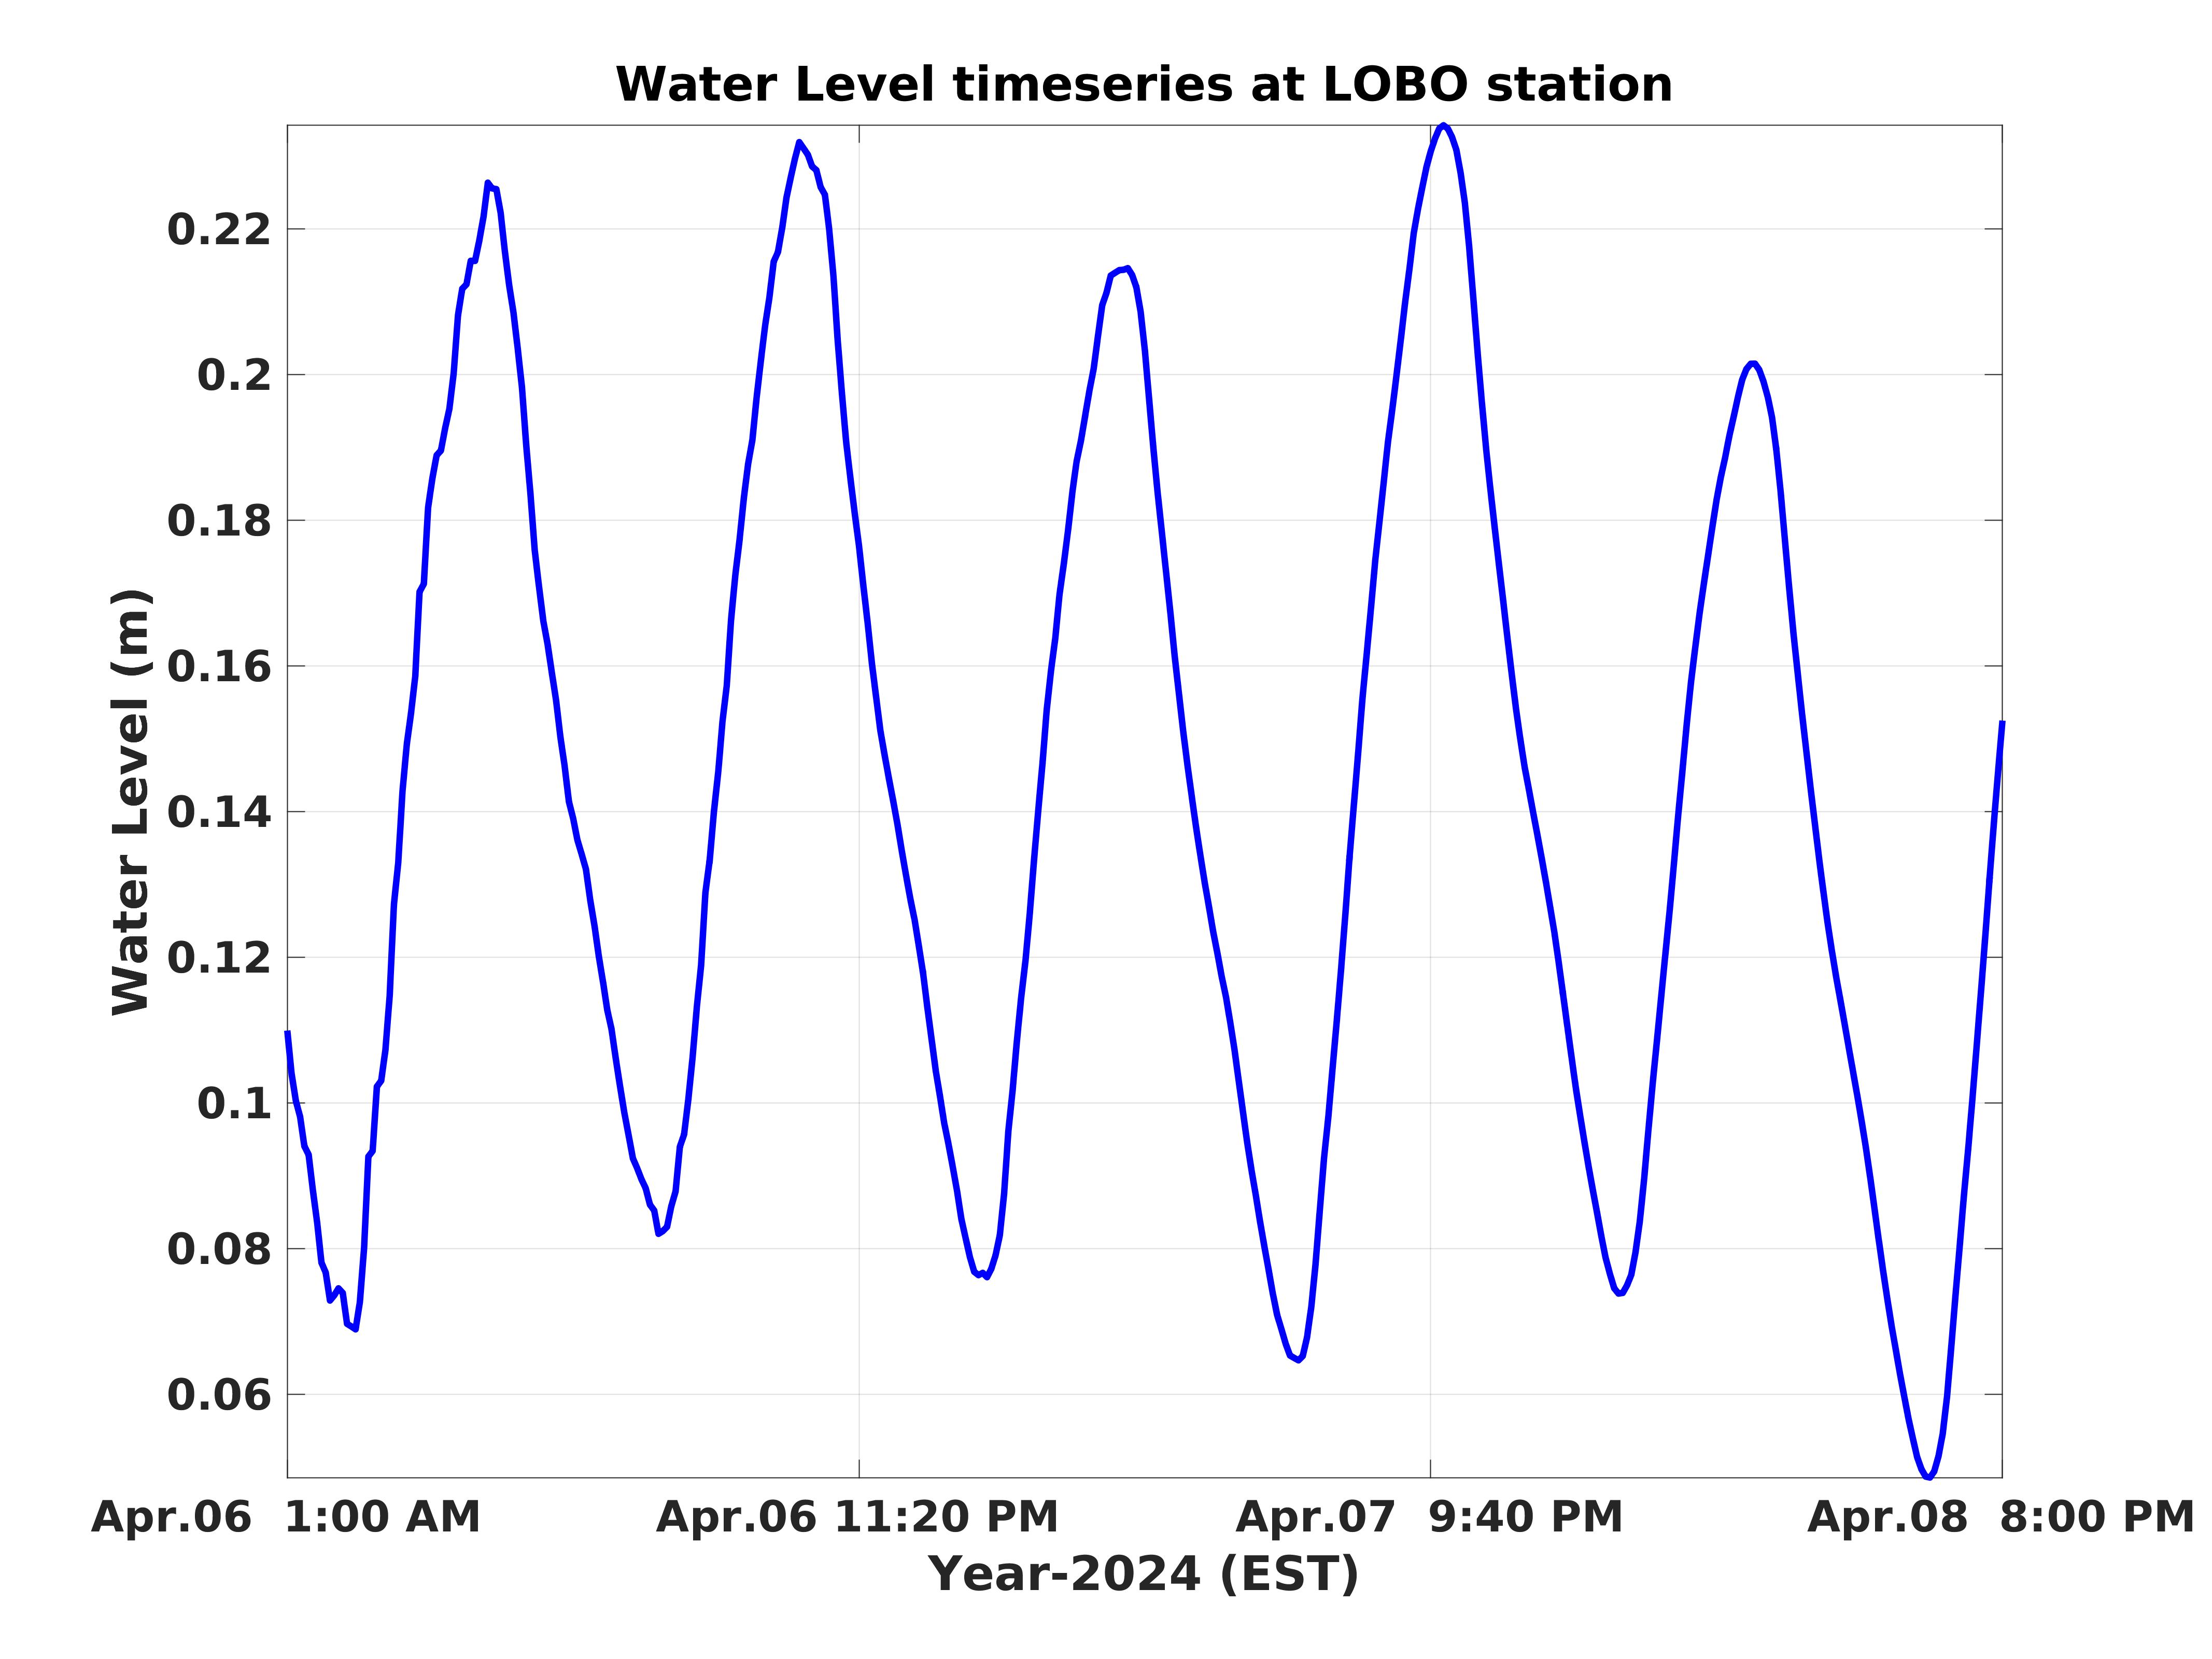 Water Level timeseries at LOBO station
0.22
0.2
0.18
0.16
0.14
0.12
0.1
0.08
0.06
Water Level (m)
Apr.06  1:00 AM
Apr.06 11:20 PM
Apr.07  9:40 PM
Apr.08  8:00 PM
Year-2024 (EST)